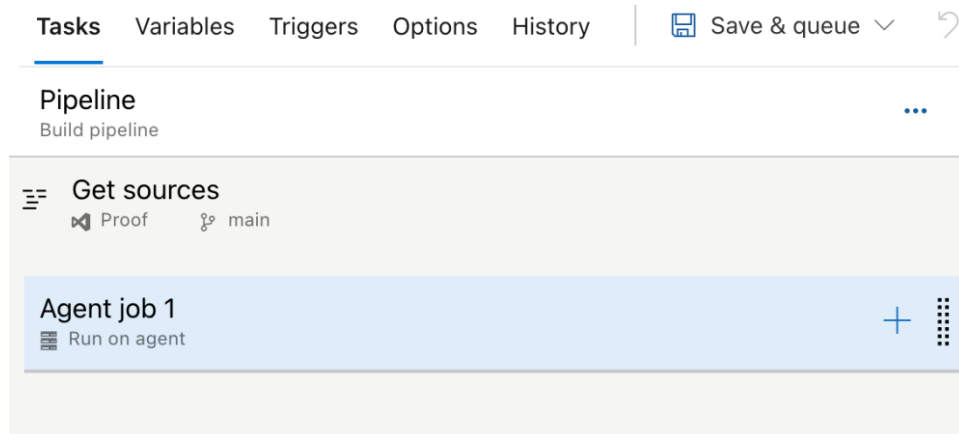 Tasks Variables Triggers Options History Save & queue
Pipeline
Build pipeline
Get sources
Proof main
Agent job 1
Run on agent